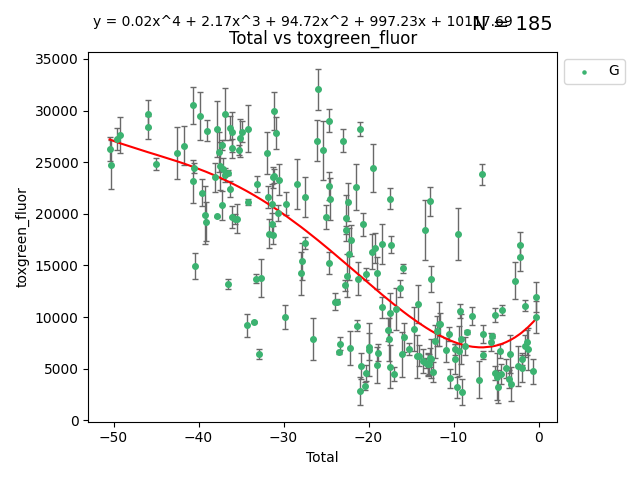 y = 0.02x^4 + 2.17x^3 + 94.72x^2 + 997.23x +
N = 185
Total vs toxgreen_fluor
35000
30000
25000
20000
15000
10000
5000
0
toxgreen_fluor
G
−50
−40
−30
−20
−10
0
Total